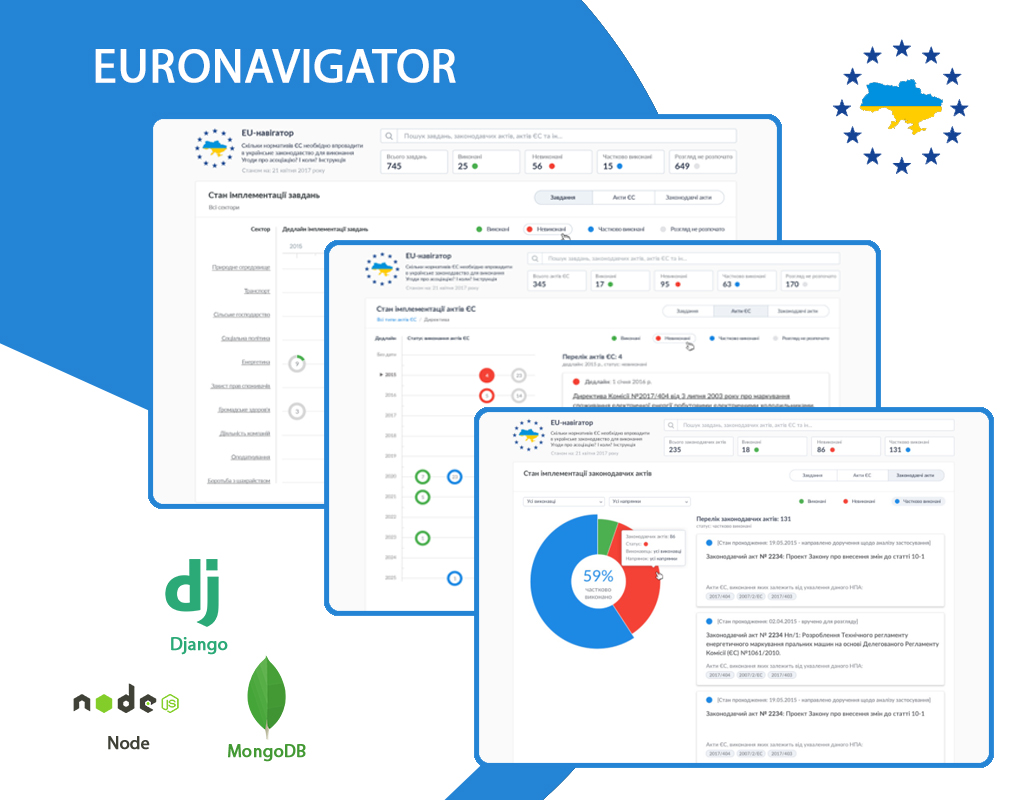 EURONAVIGATOR
EU-навігатор
Скільки нормативів ЄС необхідно впровадити
в українське законодавство для виконання
Угоди про асоціацію? І коли? Інструкція
Станом на: 21 квітня 2017 року
Пошук завдань, законодавчих актів, актів ЄС та ін...
Всього завдань
745
Виконані
25
Невиконані
56
Частково виконані
15
Розгляд не розпочато
649
Стан імплементації завдань
Всі сектори
Завдання
Акти ЄС
Законодавчі акти
Сектор
Дедлайн імплементації завдань
Виконані
Невиконані
Частково виконані
Розгляд не розпочато
2016
Природне середовище
Транспорт
Сільське господарство
Соціальна політика
Енергетика
9
Захист прав споживачів
Громадське здоров'я
3
Діяльність компаній
Оподаткування
Боротьба з шахрайством
EU-навігатор
Скільки нормативів ЄС необхідно впровадити
в українське законодавство для виконання
Угоди про асоціацію? І коли? Інструкція
Станом на: 21 квітня 2017 року
Пошук завдань, законодавчих актів, актів ЄС та ін...
Всього актів ЄС
345
Виконані
17
Невиконані
95
Частково виконані
63
Розгляд не розпочато
170
Стан імплементації актів ЄС
Всі типи актів ЄС / Директива
Завдання
Акти ЄС
Законодавчі акти
Дедлайн
Статус виконання актів ЄС
Виконані
Невиконані
Частково виконані
Розгляд не розпочато
Без дати
2015
4
23
2016
2017
2018
2019
2020
2021
2022
2023
2024
2025
Перелік актів ЄС: 4
дедлайн 2015 р., статус: невиконані
Дедлайн: 1 січня 2016 р.
Директива Комісії №2017/404 від 3 липня 2003 року про маркування
споживання електричної енергії побутовими електричними холодильниками
EU-навігатор
Скільки нормативів ЄС необхідно впровадити
в українське законодавство для виконання
Угоди про асоціацію? І коли? Інструкція
Станом на: 21 квітня 2017 року
Пошук завдань, законодавчих актів, актів ЄС та ін...
Всього законодавчих актів
235
Виконані
18
Невиконані
86
Частково виконані
131
Стан імплементації законодавчих актів
Завдання
Акти ЄС
Законодавчі акти
Усі виконавці
Усі напрямки
Виконані
Невиконані
Частково виконані
59%
частково
виконано
Законодавчих актів: 86
Статус:
Виконавець: усі виконавці
Напрямок: усі напрямки
Перелік законодавчих актів: 131
статус: частково виконані
[Стан проходження: 19.05.2015 - направлено доручення щодо аналізу застосування]
Законодавчий акт № 2234: Проект Закону про внесення змін до статті 10-1
Акти ЄС, виконання яких залежить від ухвалення даного НПА:
2017/404 2007/2/ЕС 2017/403
[Стан проходження: 02.04.2015 - вручено для розгляду]
Законодавчий акт № 2234 Нп/1: Розроблення Технічного регламенту
енергетичного маркування пральних машин на основі Делегованого Регламенту
Комісії (ЄС) №1061/2010.
Акти ЄС, виконання яких залежить від ухвалення даного НПА:
2017/404 2007/2/ЕС 2017/403
[Стан проходження: 19.05.2015 - направлено доручення щодо аналізу застосування]
Законодавчий акт № 2234: Проект Закону про внесення змін до статті 10-1
Акти ЄС, виконання яких залежить від ухвалення даного НПА:
2017/404 2007/2/ЕС 2017/403
dj
Django
node
JS
Node
MongoDB